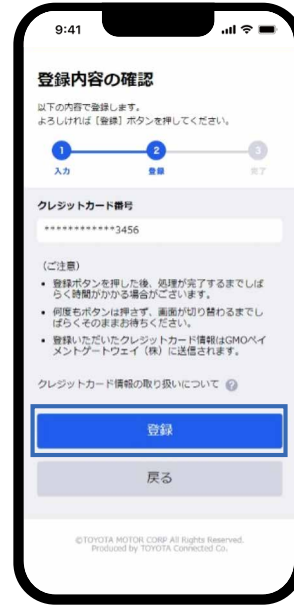 9:41
登録内容の確認
以下の内容で登録します。
よろしければ［登録］ボタンを押してください。
1 2 3
入力 登録 完了
クレジットカード番号
************3456
（ご注意）
• 登録ボタンを押した後、処理が完了するまでしば
らく時間がかかる場合がございます。
• 何度もボタンは押さず、画面が切り替わるまでし
ばらくそのままお待ちください。
• 登録いただいたクレジットカード情報はGMOペイ
メントゲートウェイ（株）に送信されます。
クレジットカード情報の取り扱いについて ?
登録
戻る
©TOYOTA MOTOR CORP All Rights Reserved.
Produced by TOYOTA Connected Co.